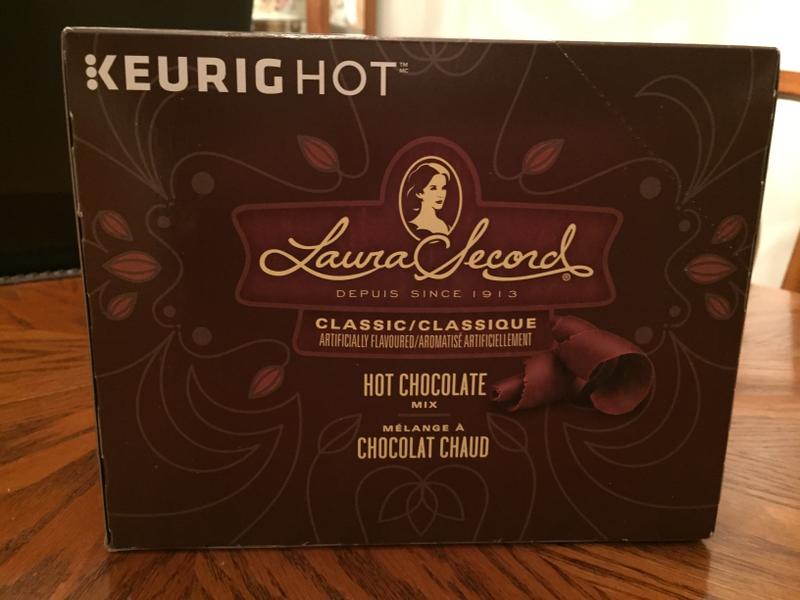 KEURIG HOT™ MC
Laura Secord®
DEPUIS SINCE 1913
CLASSIC/CLASSIQUE
ARTIFICIALLY FLAVOURED/AROMATISÉ ARTIFICIELLEMENT
HOT CHOCOLATE
MIX
MÉLANGE À
CHOCOLAT CHAUD